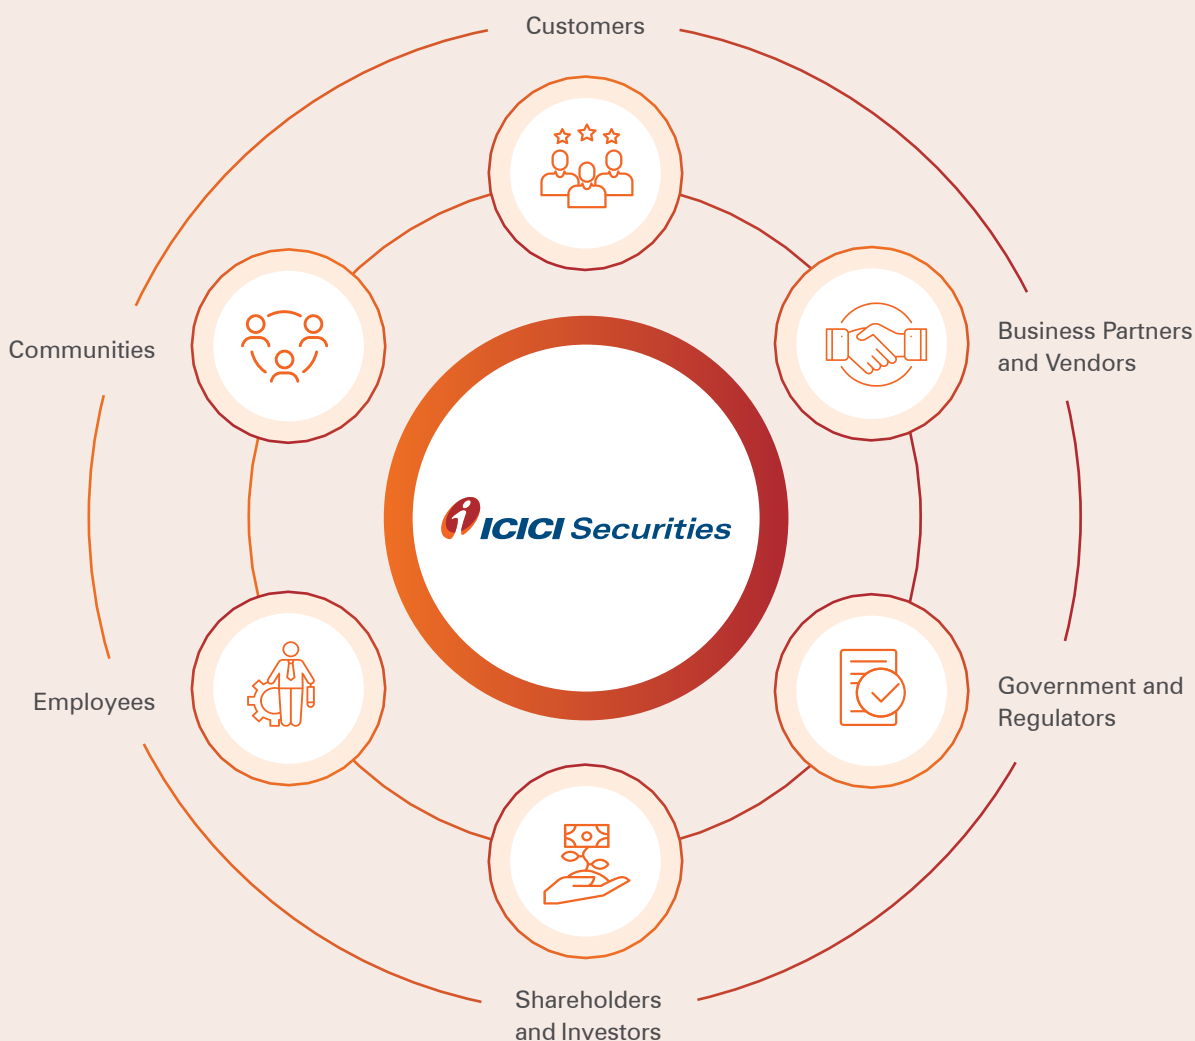 Customers
Business Partners
and Vendors
Communities
ICICI Securities
Employees
Government and
Regulators
Shareholders
and Investors